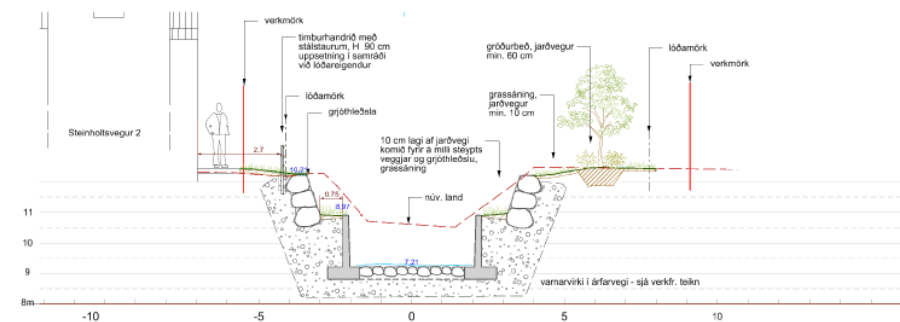 verkmörk
timburhandrið með
stálstaurum, H 90 cm
uppsetning í samráði
við lóðareigendur
lóðamörk
grjóthleðsla
Steinholtsvegur 2
2.7
10,21
0.75
8,97
10 cm lagi af jarðvegi
komið fyrir á milli steypts
veggjar og grjóthleðslu,
grassáning
núv. land
gróðurbeð, jarðvegur
min. 60 cm
grassáning,
jarðvegur
min. 10 cm
lóðamörk
verkmörk
7,21
varnarvirki í árfarvegi - sjá verkfr. teikn
11
10
9
8m
-10
-5
0
5
10